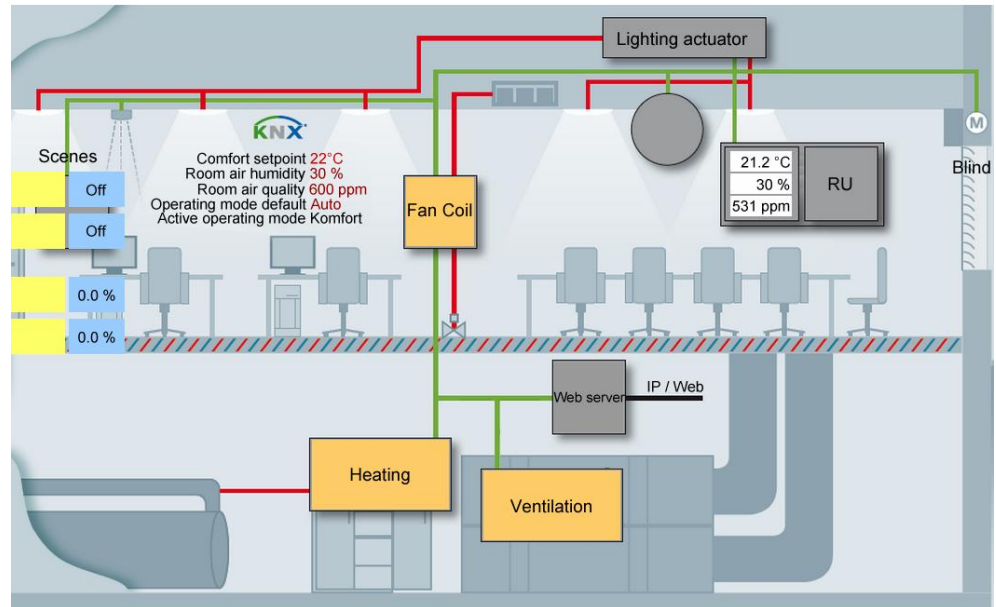 Lighting actuator
KNX
M
Scenes
Comfort setpoint 22°C
Room air humidity 30 %
Room air quality 600 ppm
Operating mode default Auto
Active operating mode Komfort
21.2 °C
30 %
531 ppm
RU
Blind
Off
Fan Coil
Off
0.0 %
0.0 %
Web server
IP / Web
Heating
Ventilation